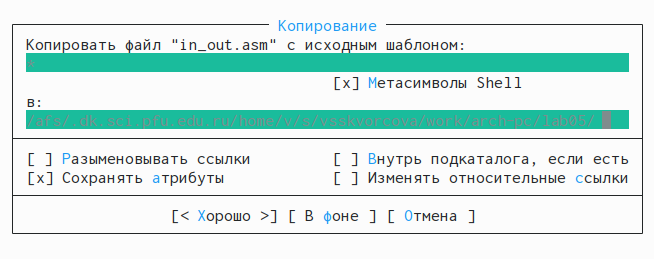 Копирование
Копировать файл "in_out.asm" с исходным шаблоном:
*
[x] Метасимволы Shell
в:
/afs/.dk.sci.pfu.edu.ru/home/v/s/vsskvorcova/work/arch-pc/lab05/
[ ] Разыменовывать ссылки [ ] Внутрь подкаталога, если есть
[x] Сохранять атрибуты [ ] Изменять относительные ссылки
[< Хорошо >] [ В фоне ] [ Отмена ]